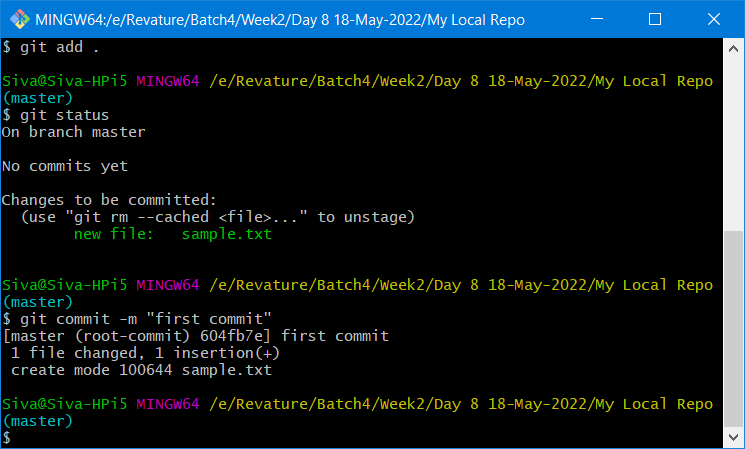 MINGW64:/e/Revature/Batch4/Week2/Day 8 18-May-2022/My Local Repo
$ git add .
Siva@Siva-HPi5 MINGW64 /e/Revature/Batch4/Week2/Day 8 18-May-2022/My Local Repo
(master)
$ git status
On branch master
No commits yet
Changes to be committed:
  (use "git rm --cached <file>..." to unstage)
        new file:   sample.txt
Siva@Siva-HPi5 MINGW64 /e/Revature/Batch4/Week2/Day 8 18-May-2022/My Local Repo
(master)
$ git commit -m "first commit"
[master (root-commit) 604fb7e] first commit
 1 file changed, 1 insertion(+)
 create mode 100644 sample.txt
Siva@Siva-HPi5 MINGW64 /e/Revature/Batch4/Week2/Day 8 18-May-2022/My Local Repo
(master)
$